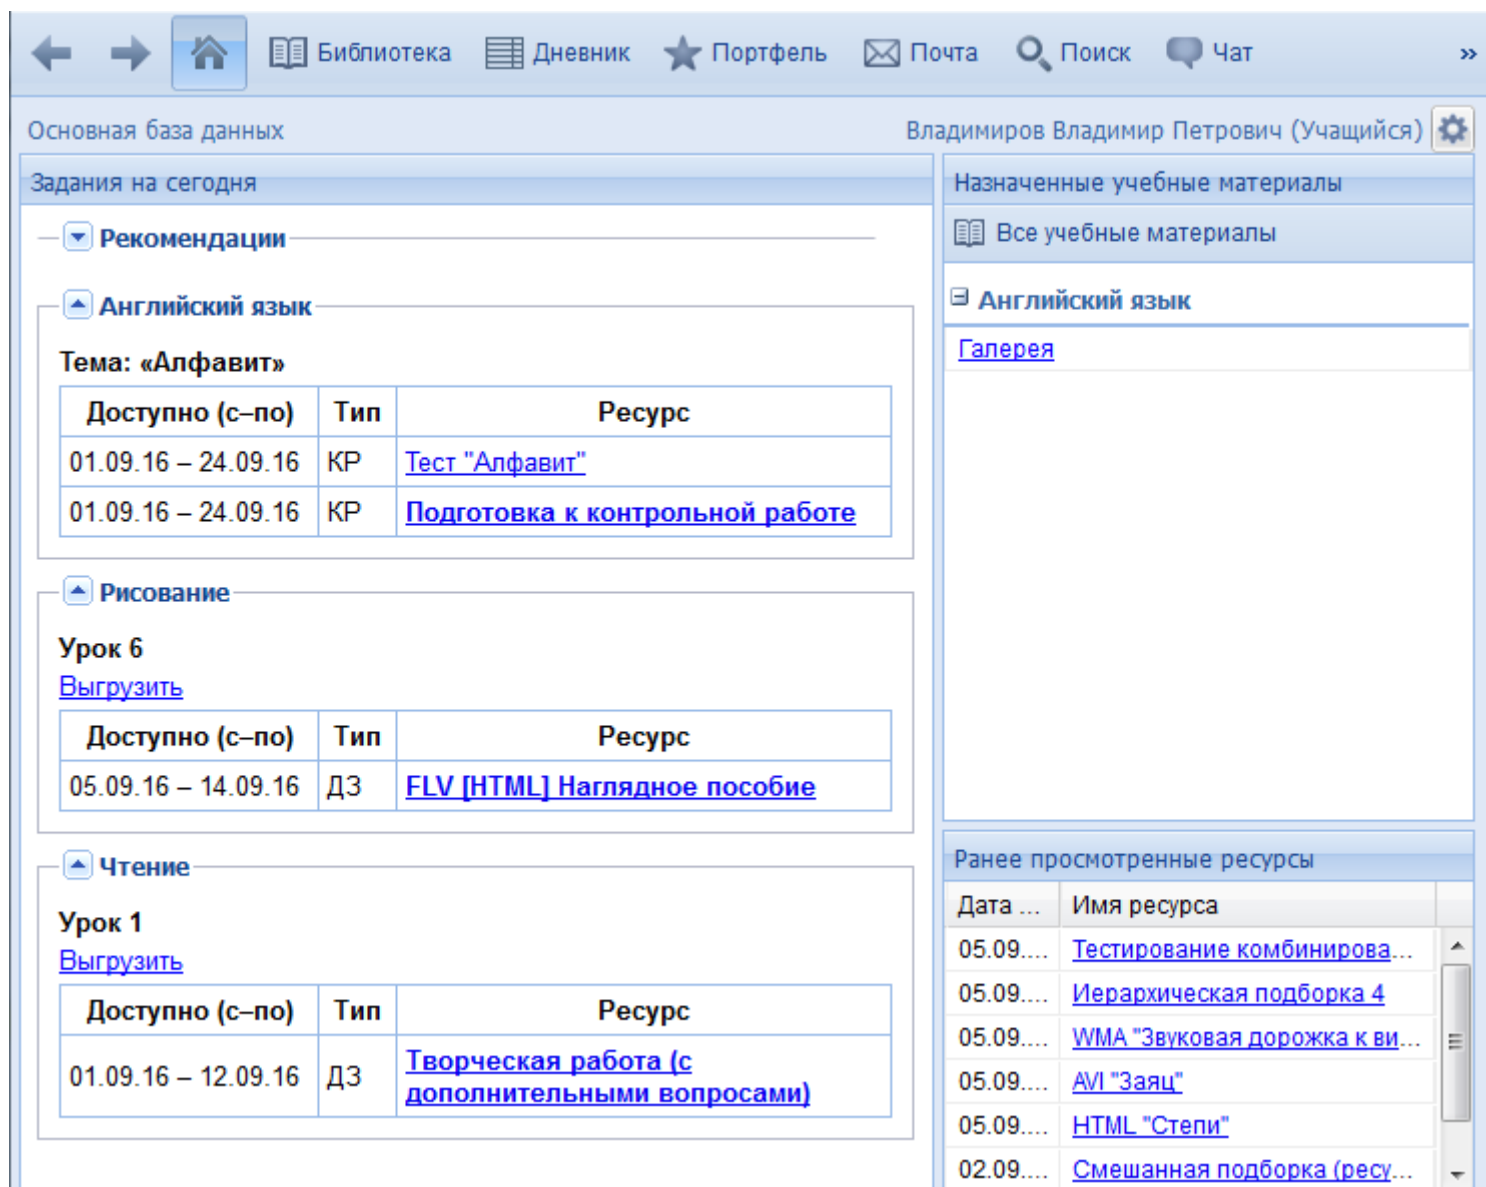 Библиотека Дневник Портфель Почта Поиск Чат »
Основная база данных
Владимиров Владимир Петрович (Учащийся)
Задания на сегодня
Рекомендации
Английский язык
Тема: «Алфавит»
Доступно (с–по) Тип Ресурс
01.09.16 – 24.09.16 КР Тест "Алфавит"
01.09.16 – 24.09.16 КР Подготовка к контрольной работе
Рисование
Урок 6
Выгрузить
Доступно (с–по) Тип Ресурс
05.09.16 – 14.09.16 ДЗ FLV [HTML] Наглядное пособие
Чтение
Урок 1
Выгрузить
Доступно (с–по) Тип Ресурс
01.09.16 – 12.09.16 ДЗ Творческая работа (с
дополнительными вопросами)
Назначенные учебные материалы
Все учебные материалы
Английский язык
Галерея
Ранее просмотренные ресурсы
Дата ... Имя ресурса
05.09.... Тестирование комбинирова...
05.09.... Иерархическая подборка 4
05.09.... WMA "Звуковая дорожка к ви...
05.09.... AVI "Заяц"
05.09.... HTML "Степи"
02.09.... Смешанная подборка (ресу...